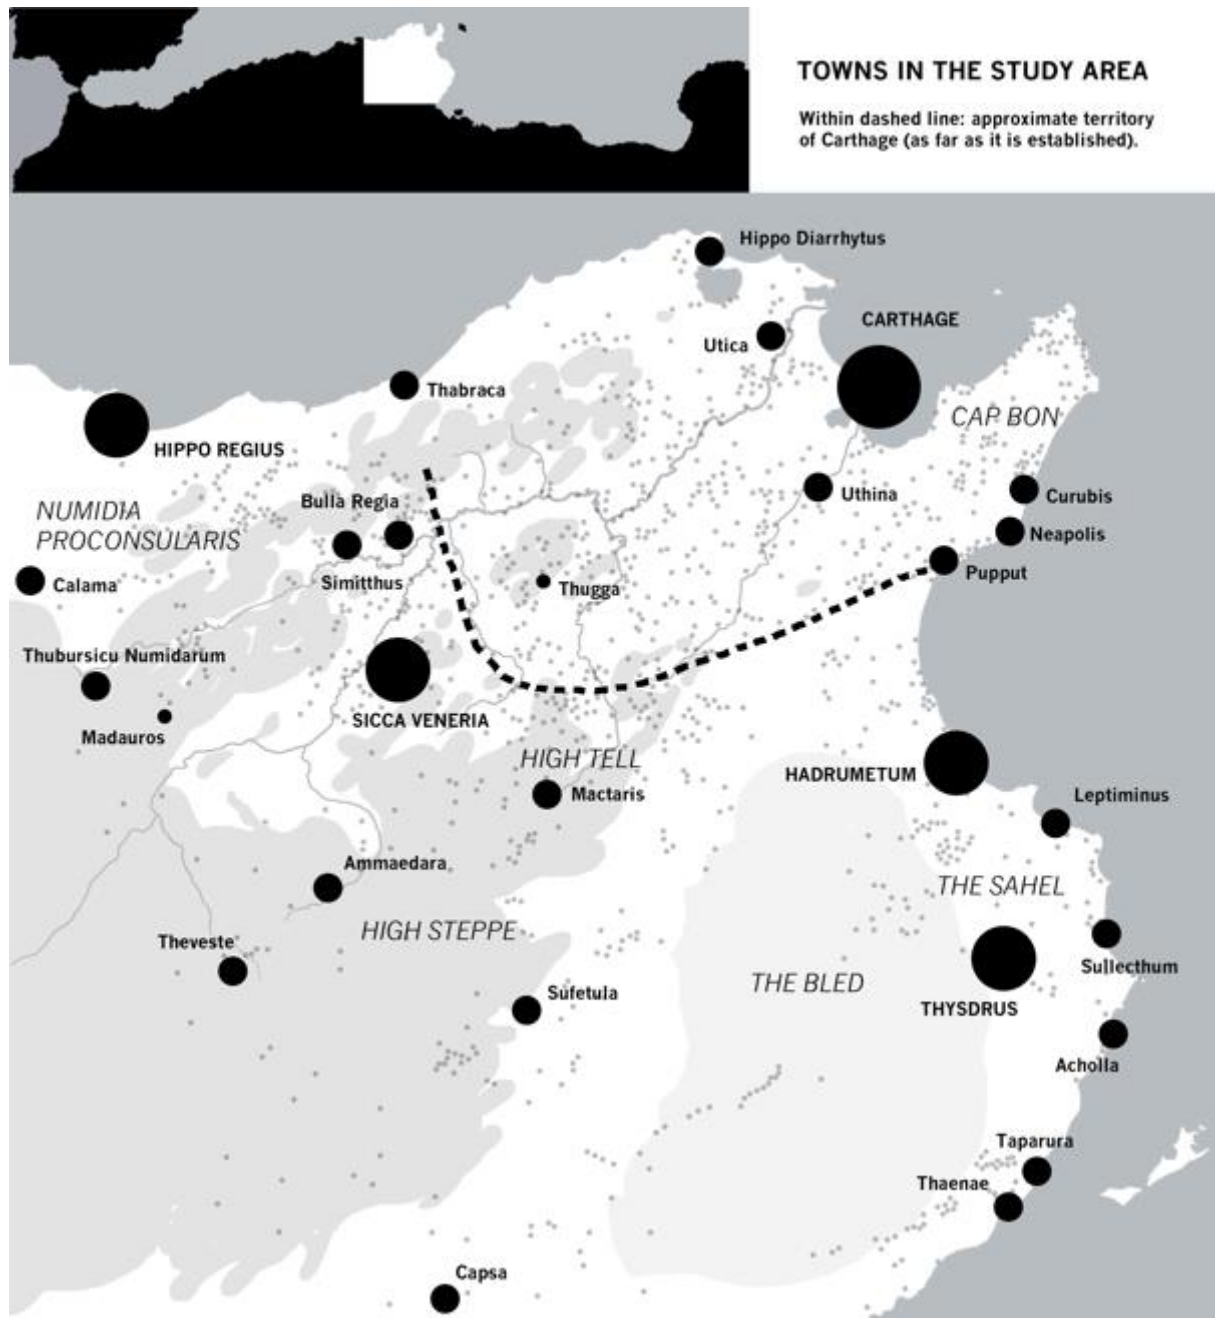 TOWNS IN THE STUDY AREA
Within dashed line: approximate territory
of Carthage (as far as it is established).
Hippo Diarrhytus
CARTHAGE
Utica
Thabraca
CAP BON
HIPPO REGIUS
Uthina
Curubis
Bulla Regia
NUMIDIA
PROCONSULARIS
Neapolis
Pupput
Simitthus
Calama
Thugga
Thubursicu Numidarum
SICCA VENERIA
Madauros
HIGH TELL
HADRUMETUM
Mactaris
Leptiminus
Ammaedara
THE SAHEL
HIGH STEPPE
Theveste
Sullecthum
THE BLED
Sufetula
THYSDRUS
Acholla
Taparura
Thaenae
Capsa